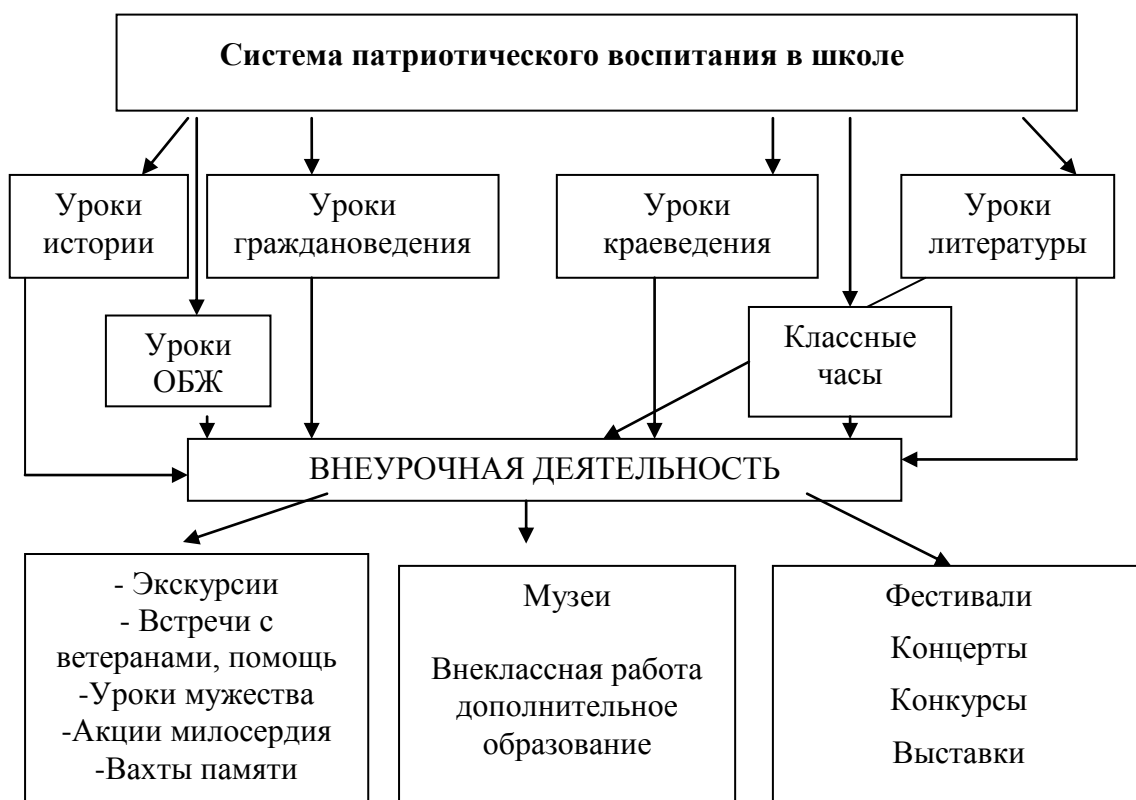 Система патриотического воспитания в школе
Уроки
истории
Уроки
граждановедения
Уроки
краеведения
Уроки
литературы
Уроки
ОБЖ
Классные
часы
ВНЕУРОЧНАЯ ДЕЯТЕЛЬНОСТЬ
- Экскурсии
- Встречи с
ветеранами, помощь
-Уроки мужества
-Акции милосердия
-Вахты памяти
Музеи
Внеклассная работа
дополнительное
образование
Фестивали
Концерты
Конкурсы
Выставки